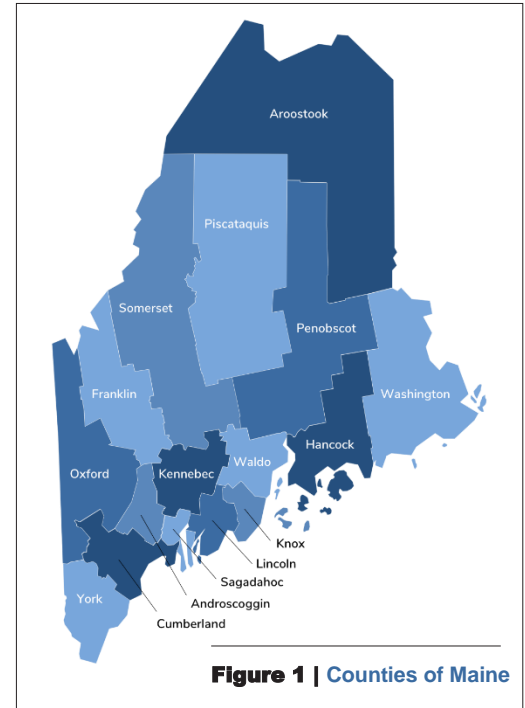 Aroostook
Piscataquis
Somerset
Penobscot
Franklin
Washington
Hancock
Waldo
Oxford
Kennebec
Knox
Lincoln
Sagadahoc
York
Androscoggin
Cumberland
Figure 1 | Counties of Maine